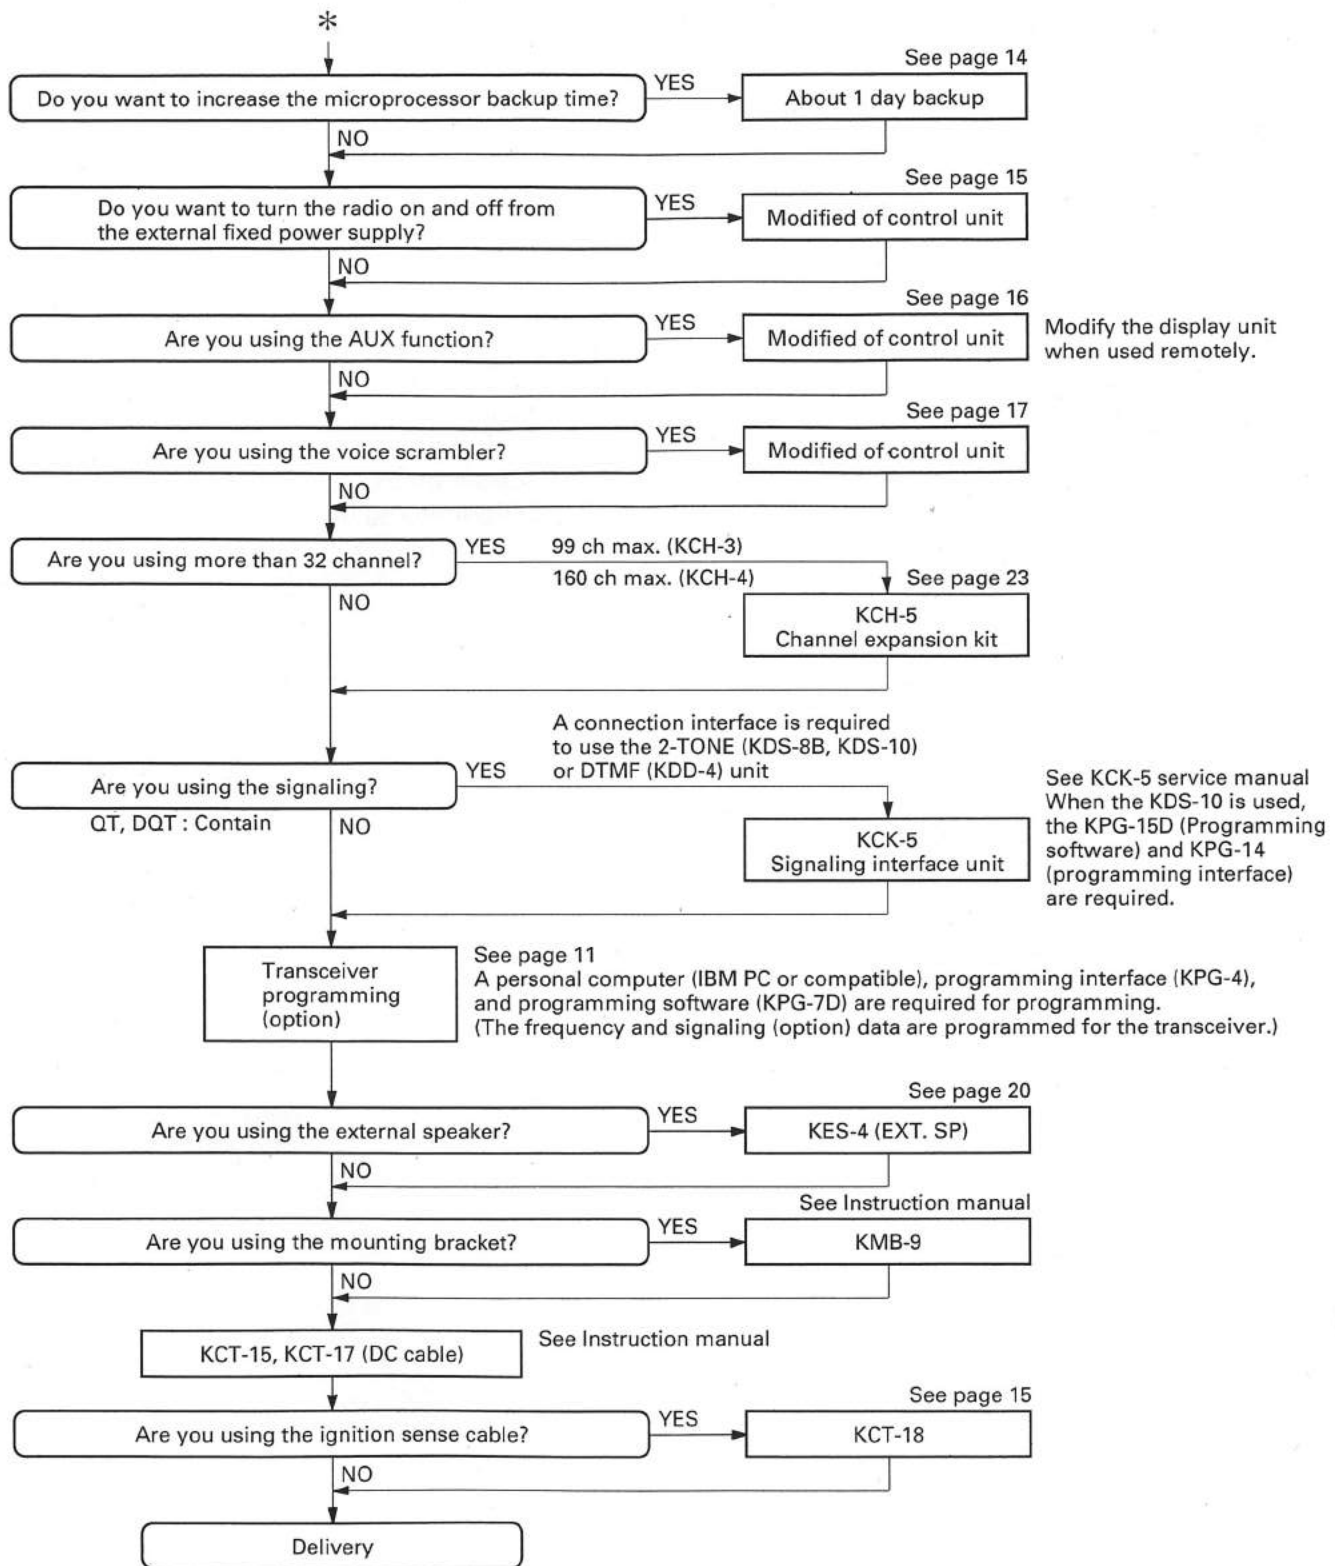 *
See page 14
Do you want to increase the microprocessor backup time?
YES
About 1 day backup
NO
See page 15
Do you want to turn the radio on and off from
the external fixed power supply?
YES
Modified of control unit
NO
See page 16
Are you using the AUX function?
YES
Modified of control unit
Modify the display unit
when used remotely.
NO
See page 17
Are you using the voice scrambler?
YES
Modified of control unit
NO
Are you using more than 32 channel?
YES
99 ch max. (KCH-3)
160 ch max. (KCH-4)
See page 23
NO
KCH-5
Channel expansion kit
A connection interface is required
to use the 2-TONE (KDS-8B, KDS-10)
or DTMF (KDD-4) unit
Are you using the signaling?
YES
QT, DQT : Contain
NO
KCK-5
Signaling interface unit
See KCK-5 service manual
When the KDS-10 is used,
the KPG-15D (Programming
software) and KPG-14
(programming interface)
are required.
Transceiver
programming
(option)
See page 11
A personal computer (IBM PC or compatible), programming interface (KPG-4),
and programming software (KPG-7D) are required for programming.
(The frequency and signaling (option) data are programmed for the transceiver.)
See page 20
Are you using the external speaker?
YES
KES-4 (EXT. SP)
NO
See Instruction manual
Are you using the mounting bracket?
YES
KMB-9
NO
KCT-15, KCT-17 (DC cable)
See Instruction manual
See page 15
Are you using the ignition sense cable?
YES
KCT-18
NO
Delivery